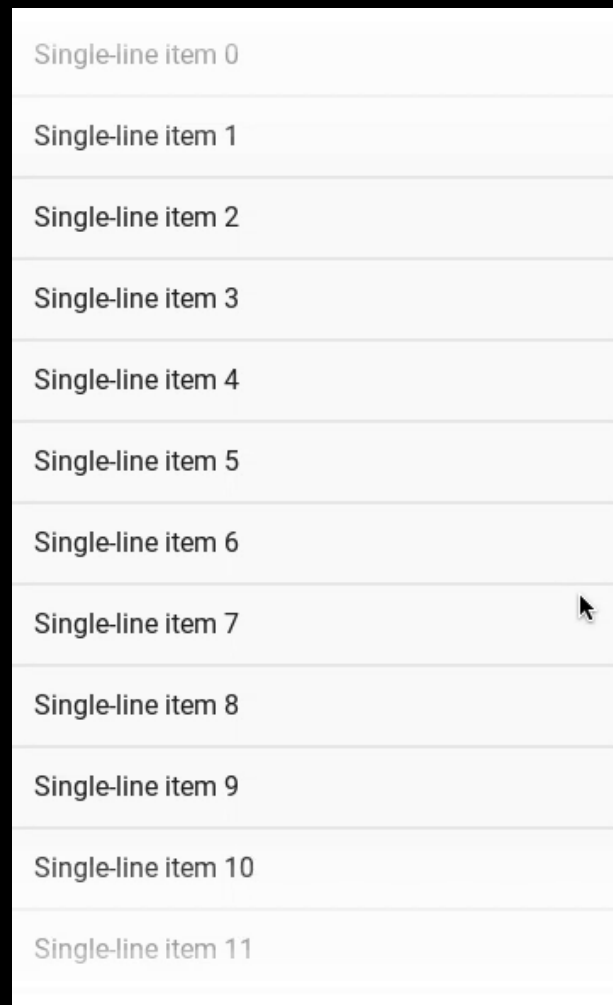 Single-line item 0
Single-line item 1
Single-line item 2
Single-line item 3
Single-line item 4
Single-line item 5
Single-line item 6
Single-line item 7
Single-line item 8
Single-line item 9
Single-line item 10
Single-line item 11